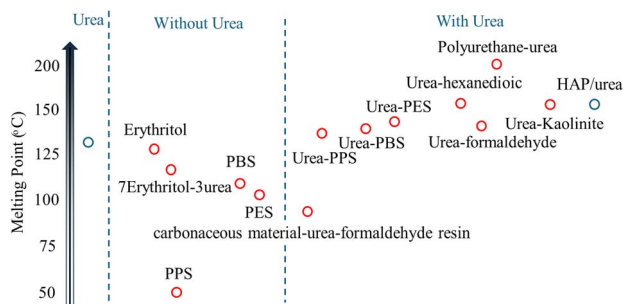 Urea
Without Urea
With Urea
Melting Point (°C)
200
150
125
100
75
50
Erythritol
7Erythritol-3urea
PBS
PES
PPS
Polyurethane-urea
Urea-hexanedioic
HAP/urea
Urea-PES
Urea-Kaolinite
Urea-PBS
Urea-formaldehyde
Urea-PPS
carbonaceous material-urea-formaldehyde resin